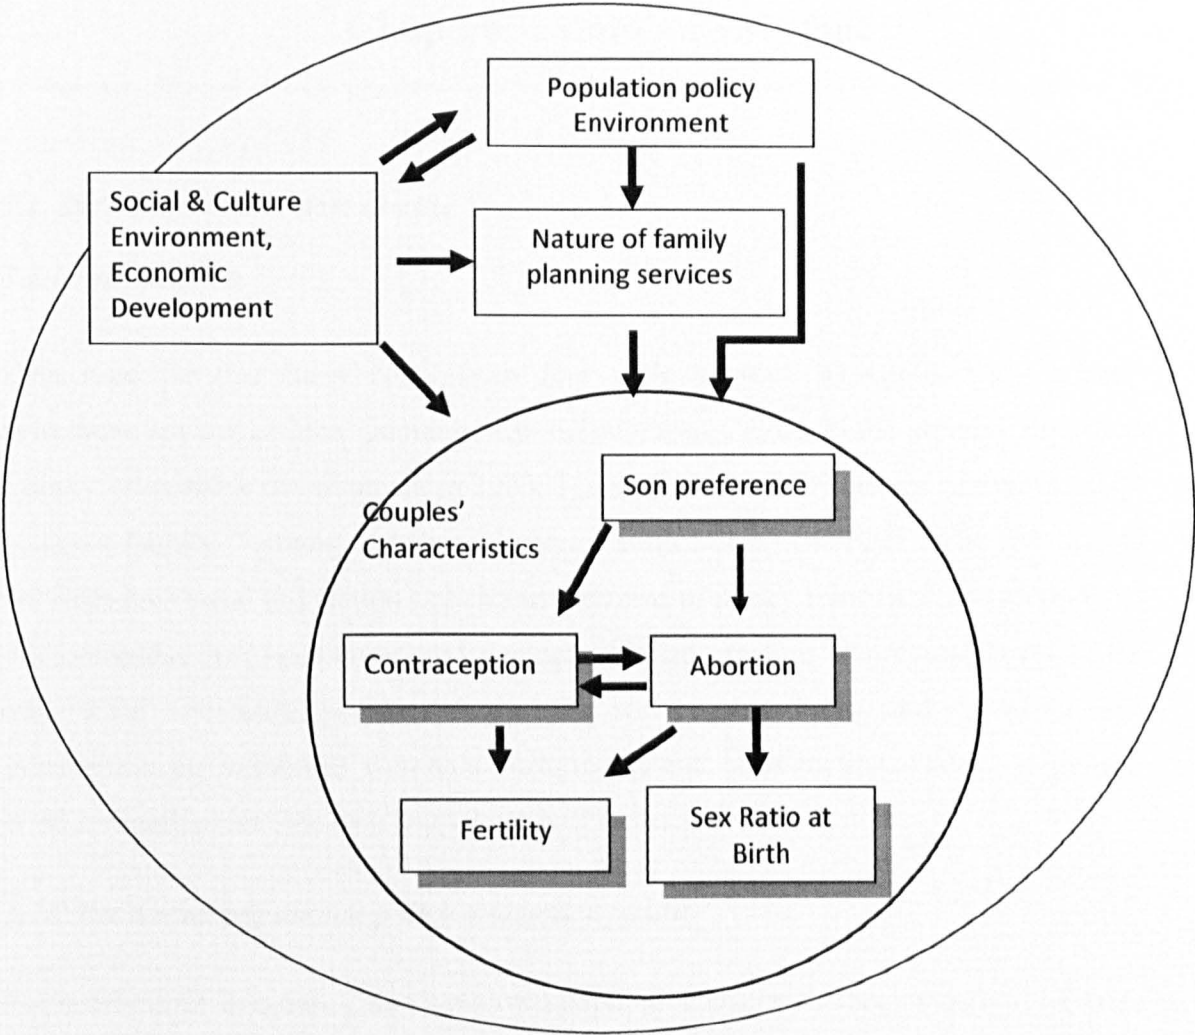 Population policy
Environment
Social & Culture
Environment,
Economic
Development
Nature of family
planning services
Son preference
Couples’
Characteristics
Contraception
Abortion
Fertility
Sex Ratio at
Birth